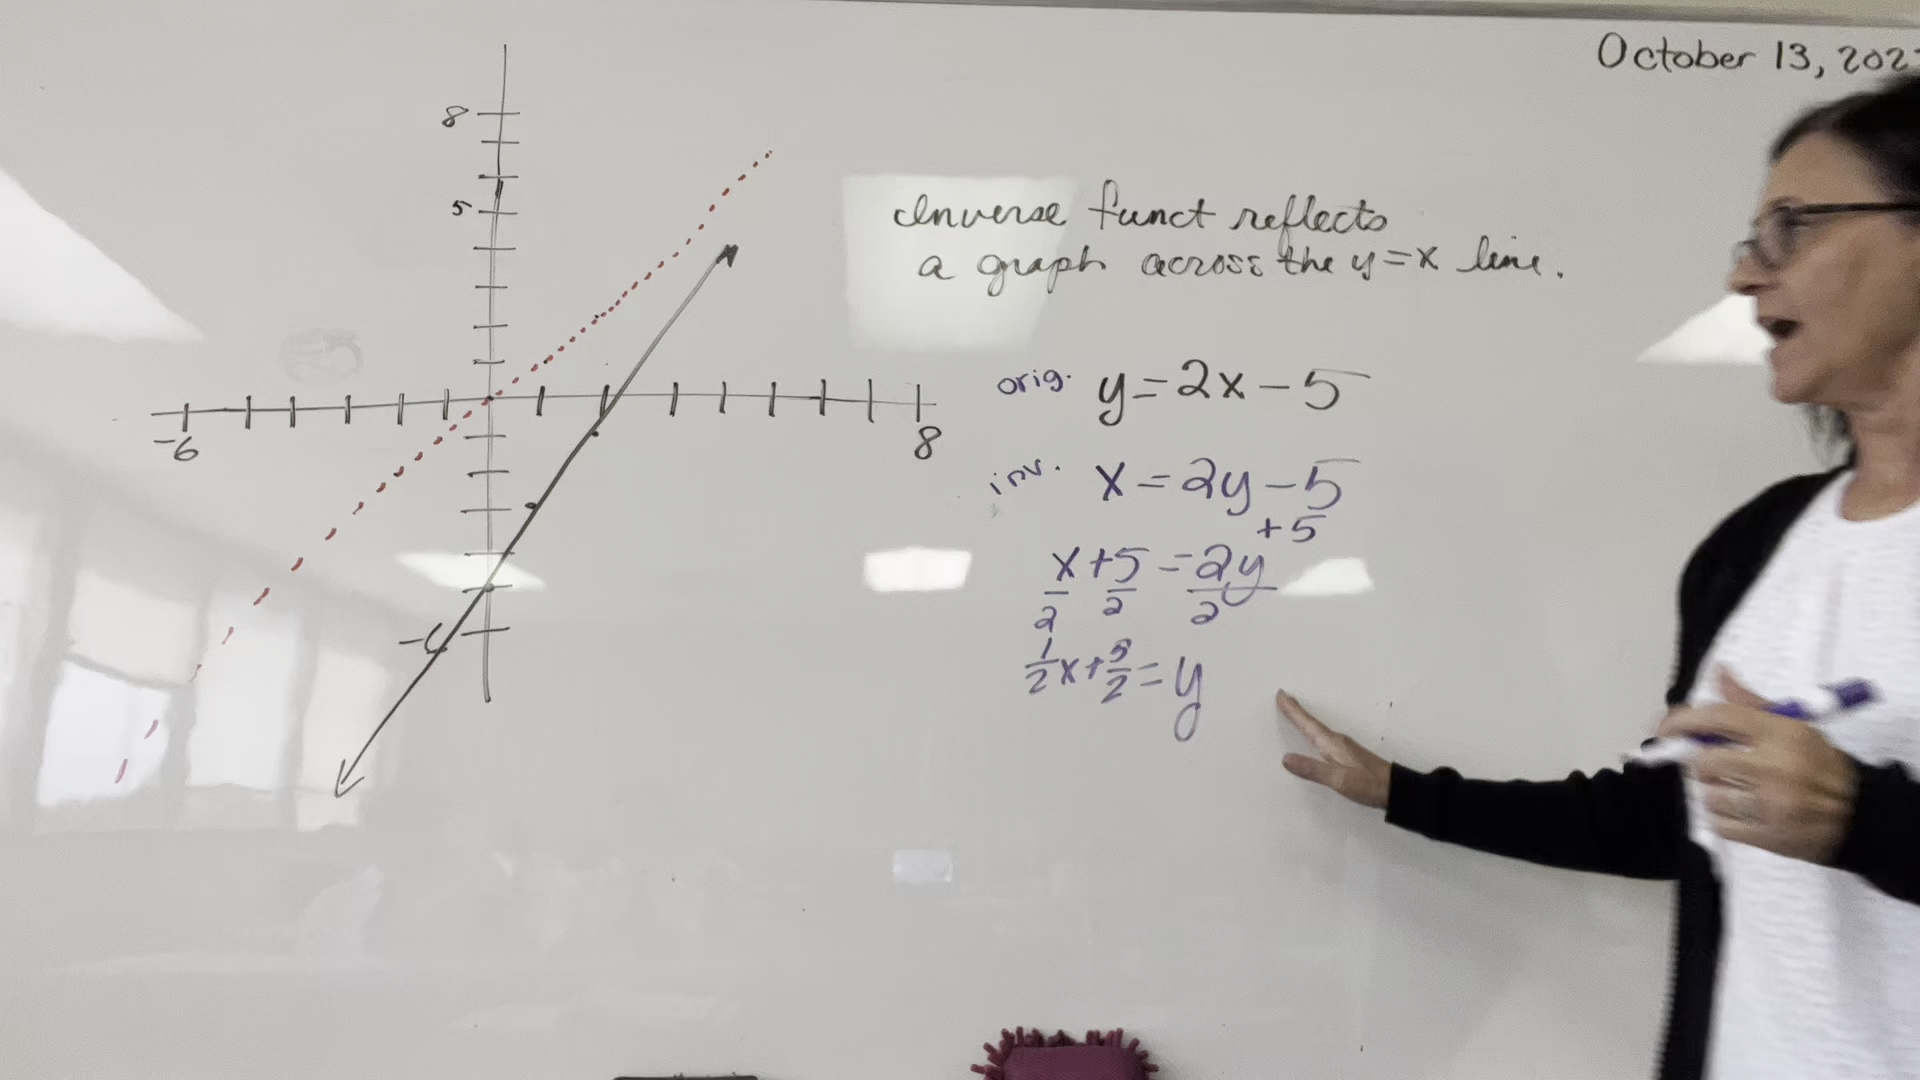 October 13, 202
8
5
-6
8
-6
Inverse funct reflects
a graph across the y=x line.
orig. y=2x-5
inv. x=2y-5
+5
x+5=2y
2 2 2
1/2x+5/2=y